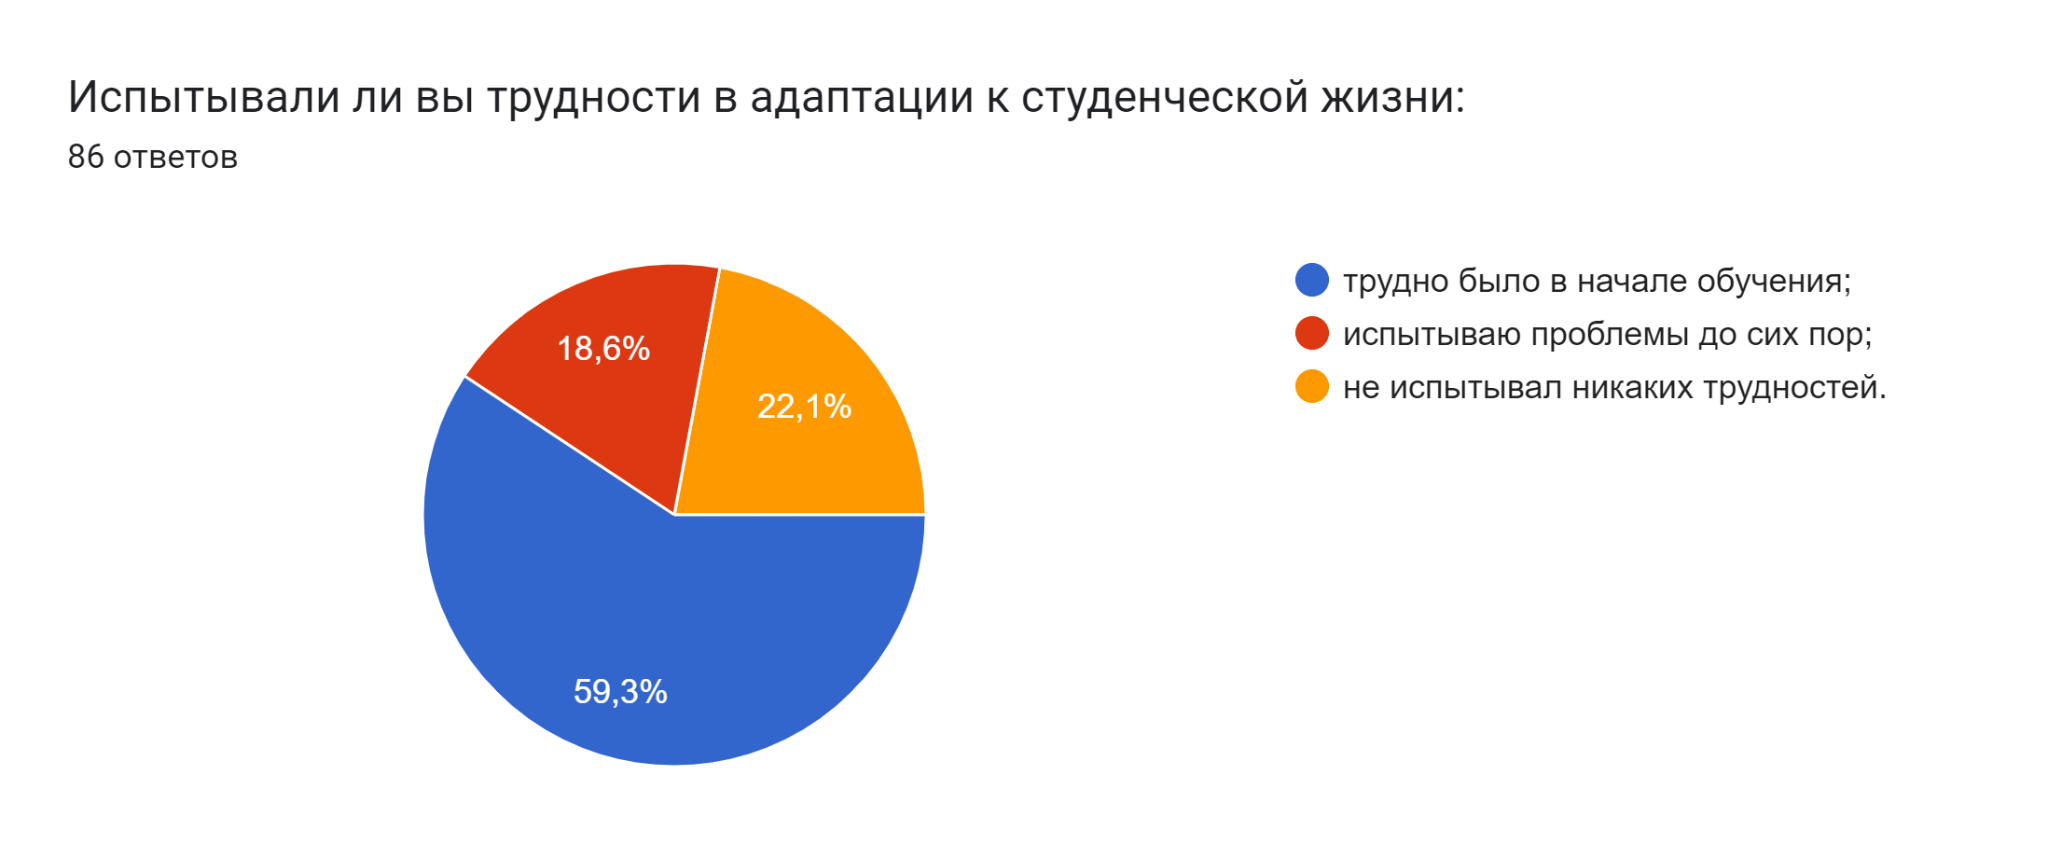 Испытывали ли вы трудности в адаптации к студенческой жизни:
86 ответов
трудно было в начале обучения;
испытываю проблемы до сих пор;
не испытывал никаких трудностей.
18,6%
22,1%
59,3%